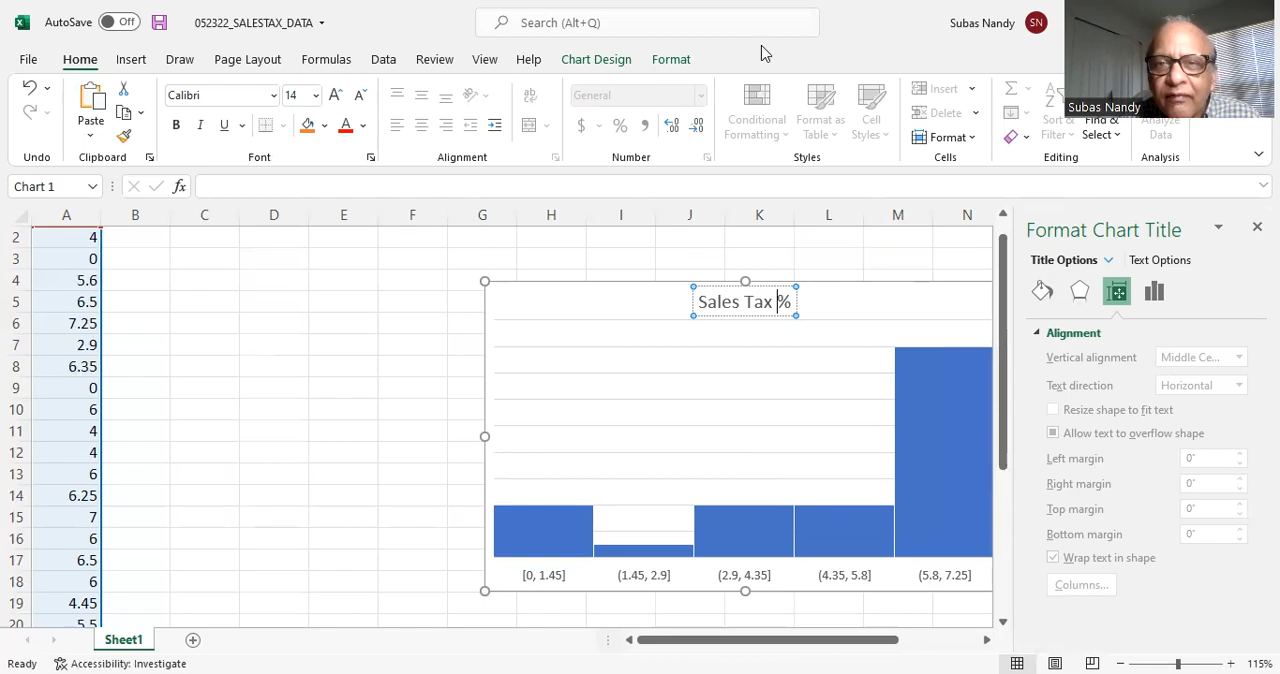 AutoSave Off 052322_SALESTAX_DATA Search (Alt+Q) Subas Nandy SN
File Home Insert Draw Page Layout Formulas Data Review View Help Chart Design Format
Subas Nandy
Paste Calibri 14 General Conditional Formatting Format as Table Cell Styles Insert Delete Format Sort & Filter Find & Select Analyze Data
Undo Clipboard Font Alignment Number Styles Cells Editing Analysis
Chart 1 fx
A B C D E F G H I J K L M N
2 4
3 0
4 5.6
5 6.5
6 7.25
7 2.9
8 6.35
9 0
10 6
11 4
12 4
13 6
14 6.25
15 7
16 6
17 6.5
18 6
19 4.45
20 5.5
Sales Tax %
[0, 1.45] (1.45, 2.9] (2.9, 4.35] (4.35, 5.8] (5.8, 7.25]
Format Chart Title
Title Options Text Options
Alignment
Vertical alignment Middle Ce...
Text direction Horizontal
Resize shape to fit text
Allow text to overflow shape
Left margin 0"
Right margin 0"
Top margin 0"
Bottom margin 0"
Wrap text in shape
Columns...
Sheet1
Ready Accessibility: Investigate 115%